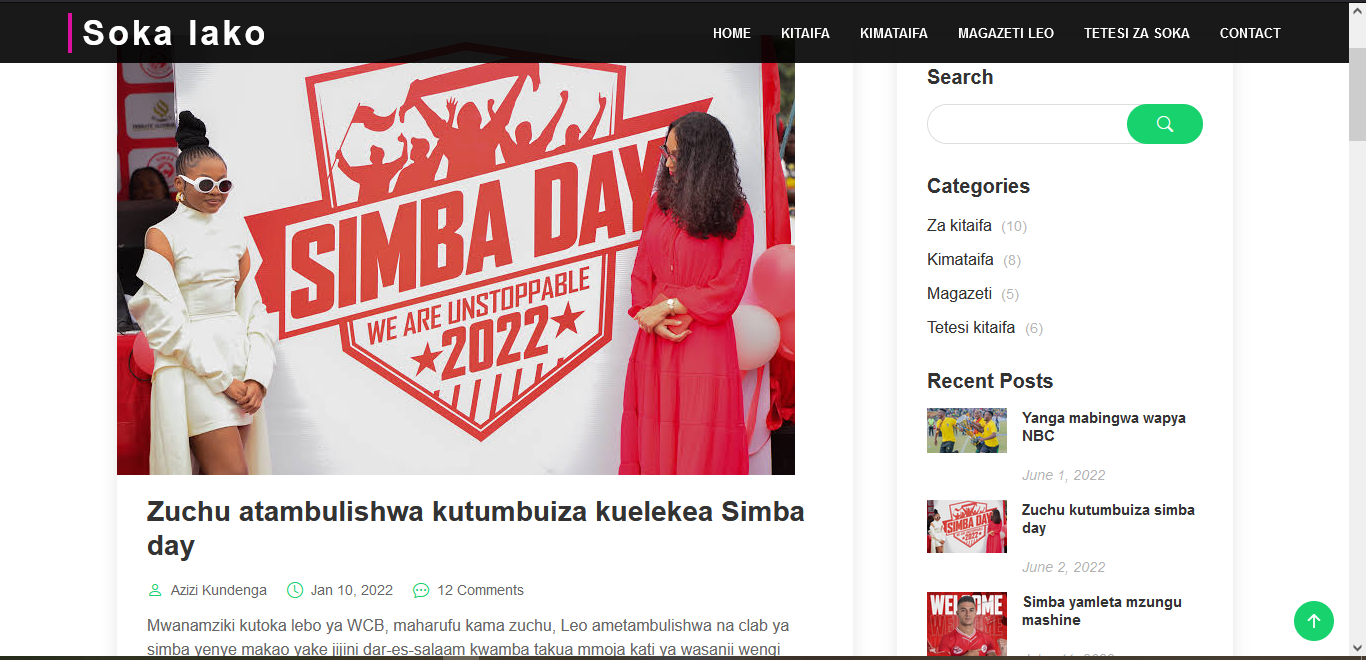 Soka lako
HOME
KITAIFA
KIMATAIFA
MAGAZETI LEO
TETESI ZA SOKA
CONTACT
SIMBA DAY
WE ARE UNSTOPPABLE
2022
Zuchu atambulishwa kutumbuiza kuelekea Simba
day
Azizi Kundenga
Jan 10, 2022
12 Comments
Mwanamziki kutoka lebo ya WCB, maharufu kama zuchu, Leo ametambulishwa na clab ya
simba yenye makao yake jijini dar-es-salaam kwamba takua mmoja kati ya wasanii wengi
Search
Categories
Za kitaifa (10)
Kimataifa (8)
Magazeti (5)
Tetesi kitaifa (6)
Recent Posts
Yanga mabingwa wapya
NBC
June 1, 2022
SIMBA DAY
Zuchu kutumbuiza simba
day
June 2, 2022
WELCOME
Simba yamleta mzungu
mashine